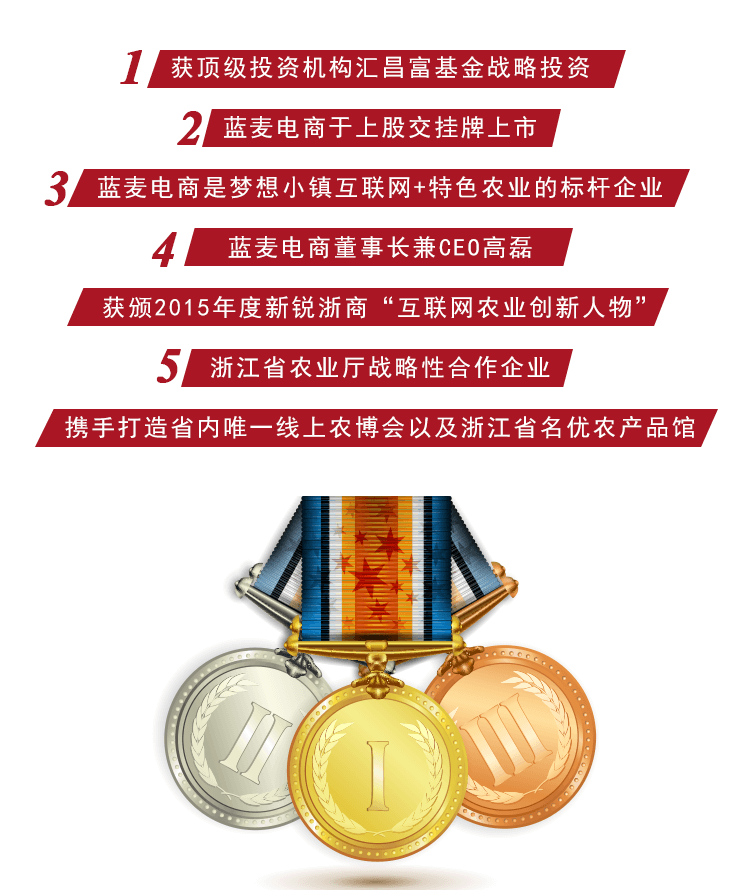 1 获顶级投资机构汇昌富基金战略投资
2 蓝麦电商于上股交挂牌上市
3 蓝麦电商是梦想小镇互联网+特色农业的标杆企业
4 蓝麦电商董事长兼CEO高磊
获颁2015年度新锐浙商“互联网农业创新人物”
5 浙江省农业厅战略性合作企业
携手打造省内唯一线上农博会以及浙江省名优农产品馆
II I III